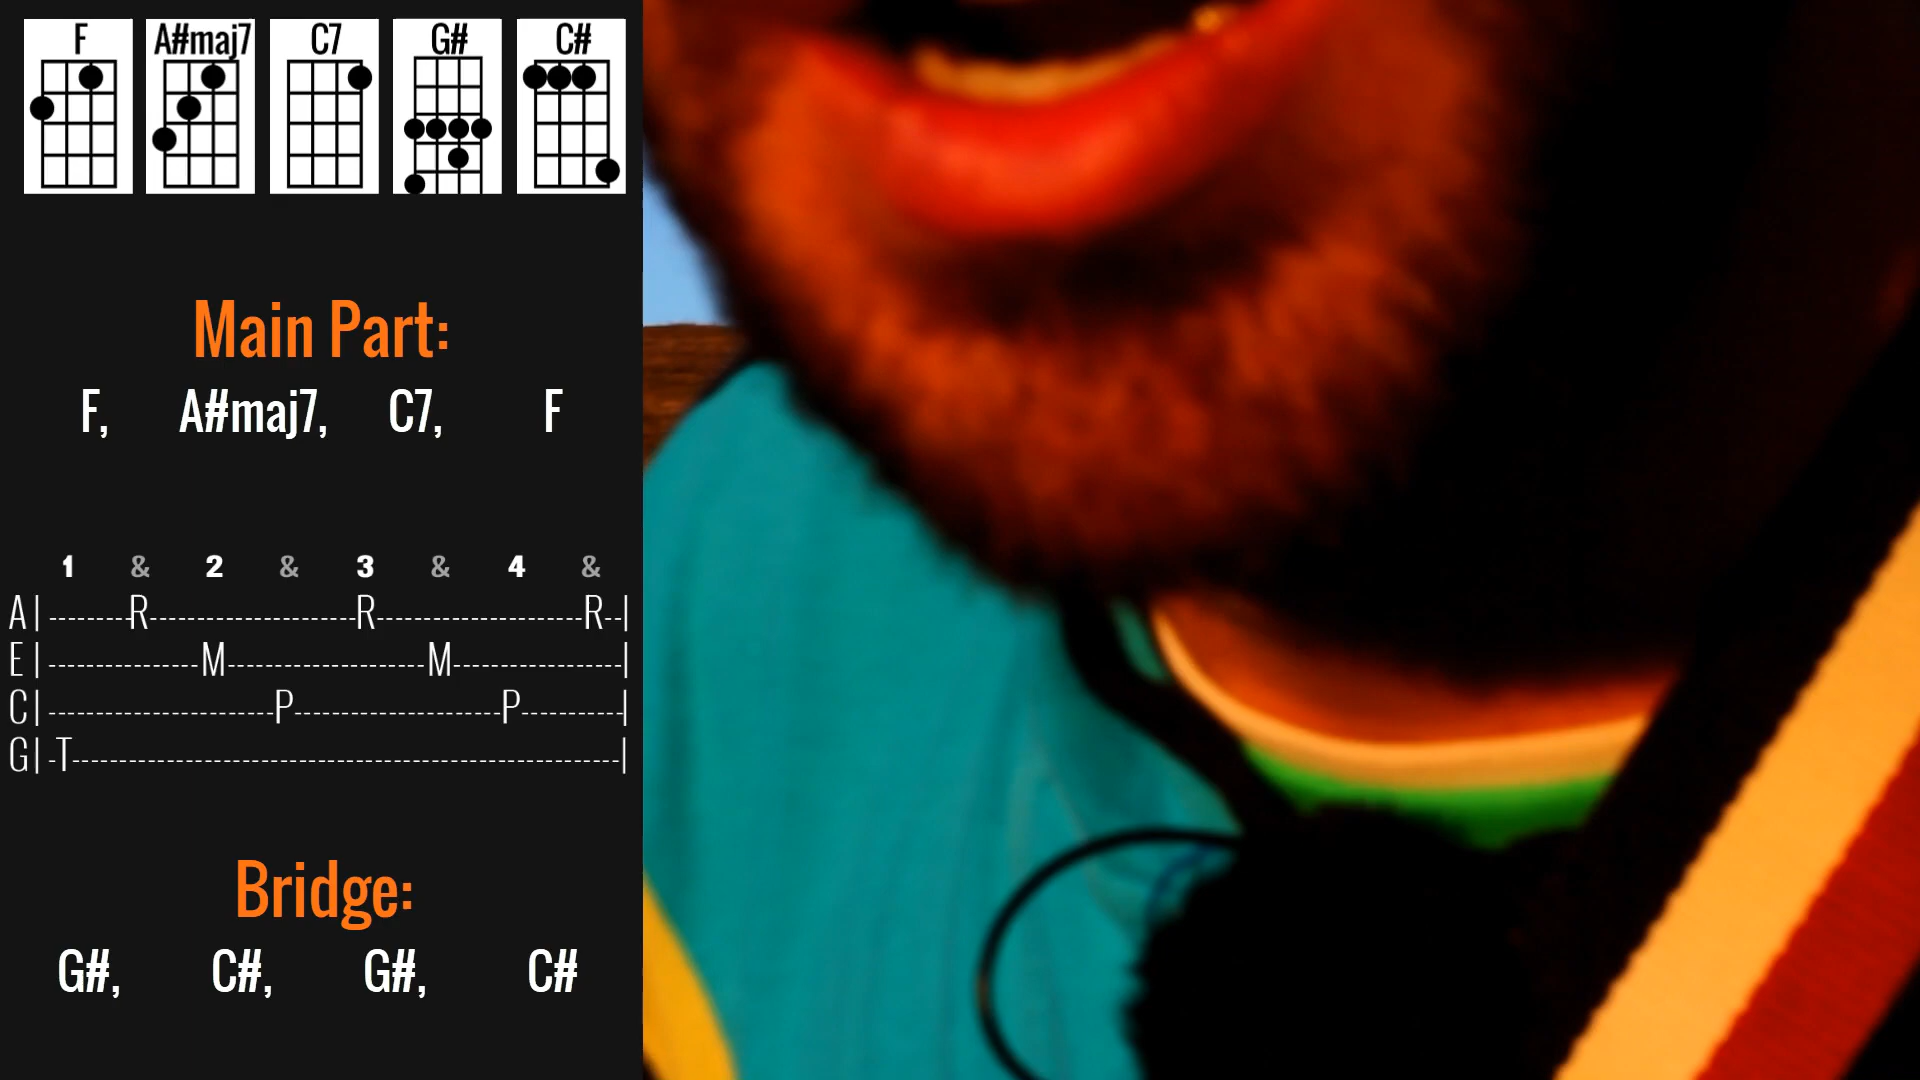 F A#maj7 C7 G# C#
Main Part:
F, A#maj7, C7, F
1 & 2 & 3 & 4 &
A|--------R------------------R------------------R--|
E|-------------M-----------------M---------------|
C|-------------------P------------------P---------|
G|-T-----------------------------------------------|
Bridge:
G#, C#, G#, C#